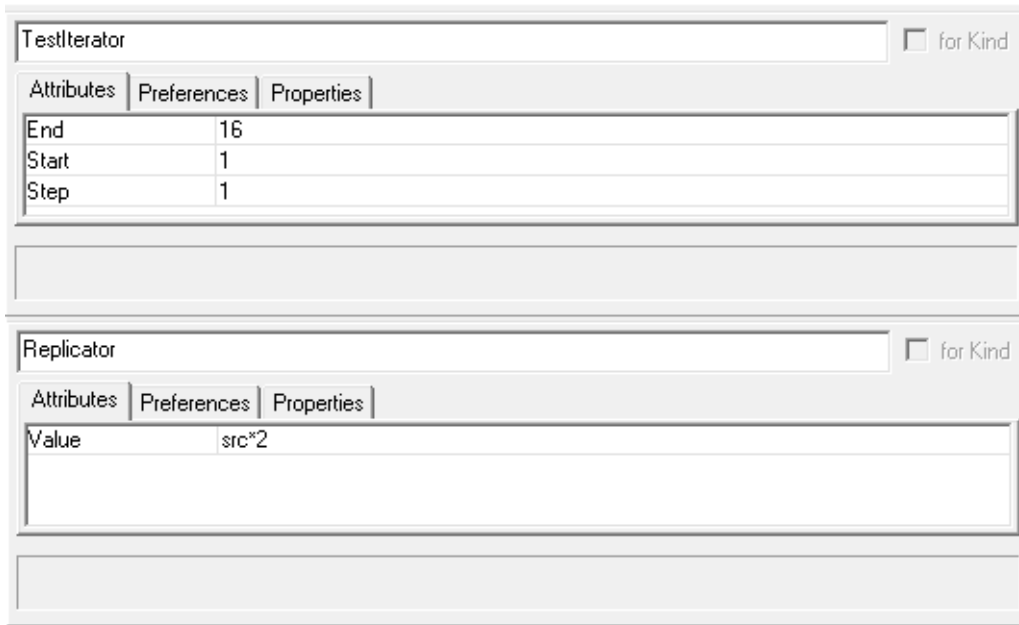 TestIterator for Kind
Attributes Preferences Properties
End 16
Start 1
Step 1
Replicator for Kind
Attributes Preferences Properties
Value src*2